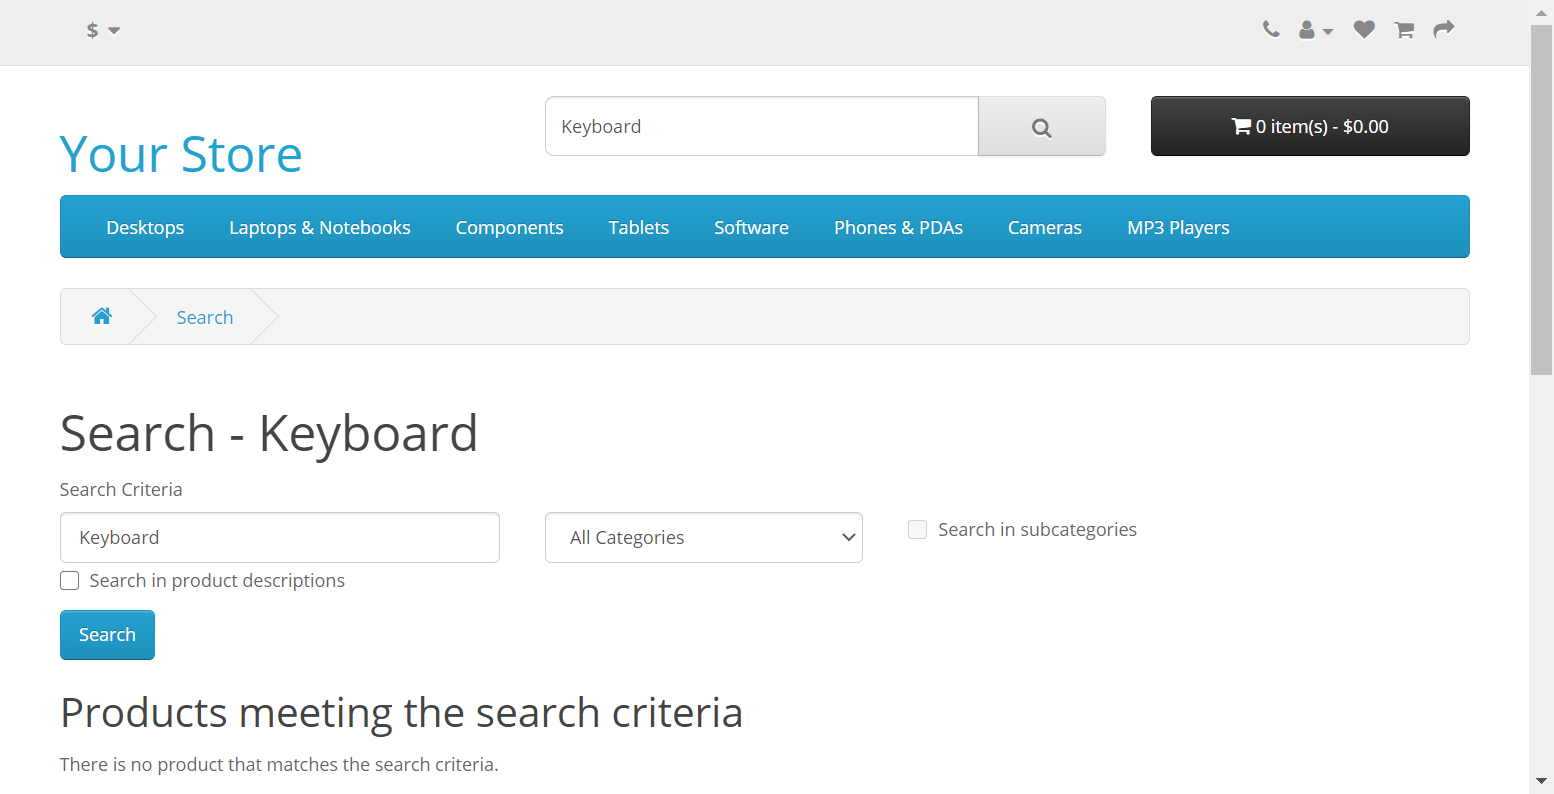 $
Keyboard
0 item(s) - $0.00
Your Store
Desktops Laptops & Notebooks Components Tablets Software Phones & PDAs Cameras MP3 Players
Search
Search - Keyboard
Search Criteria
Keyboard All Categories Search in subcategories
Search in product descriptions
Search
Products meeting the search criteria
There is no product that matches the search criteria.